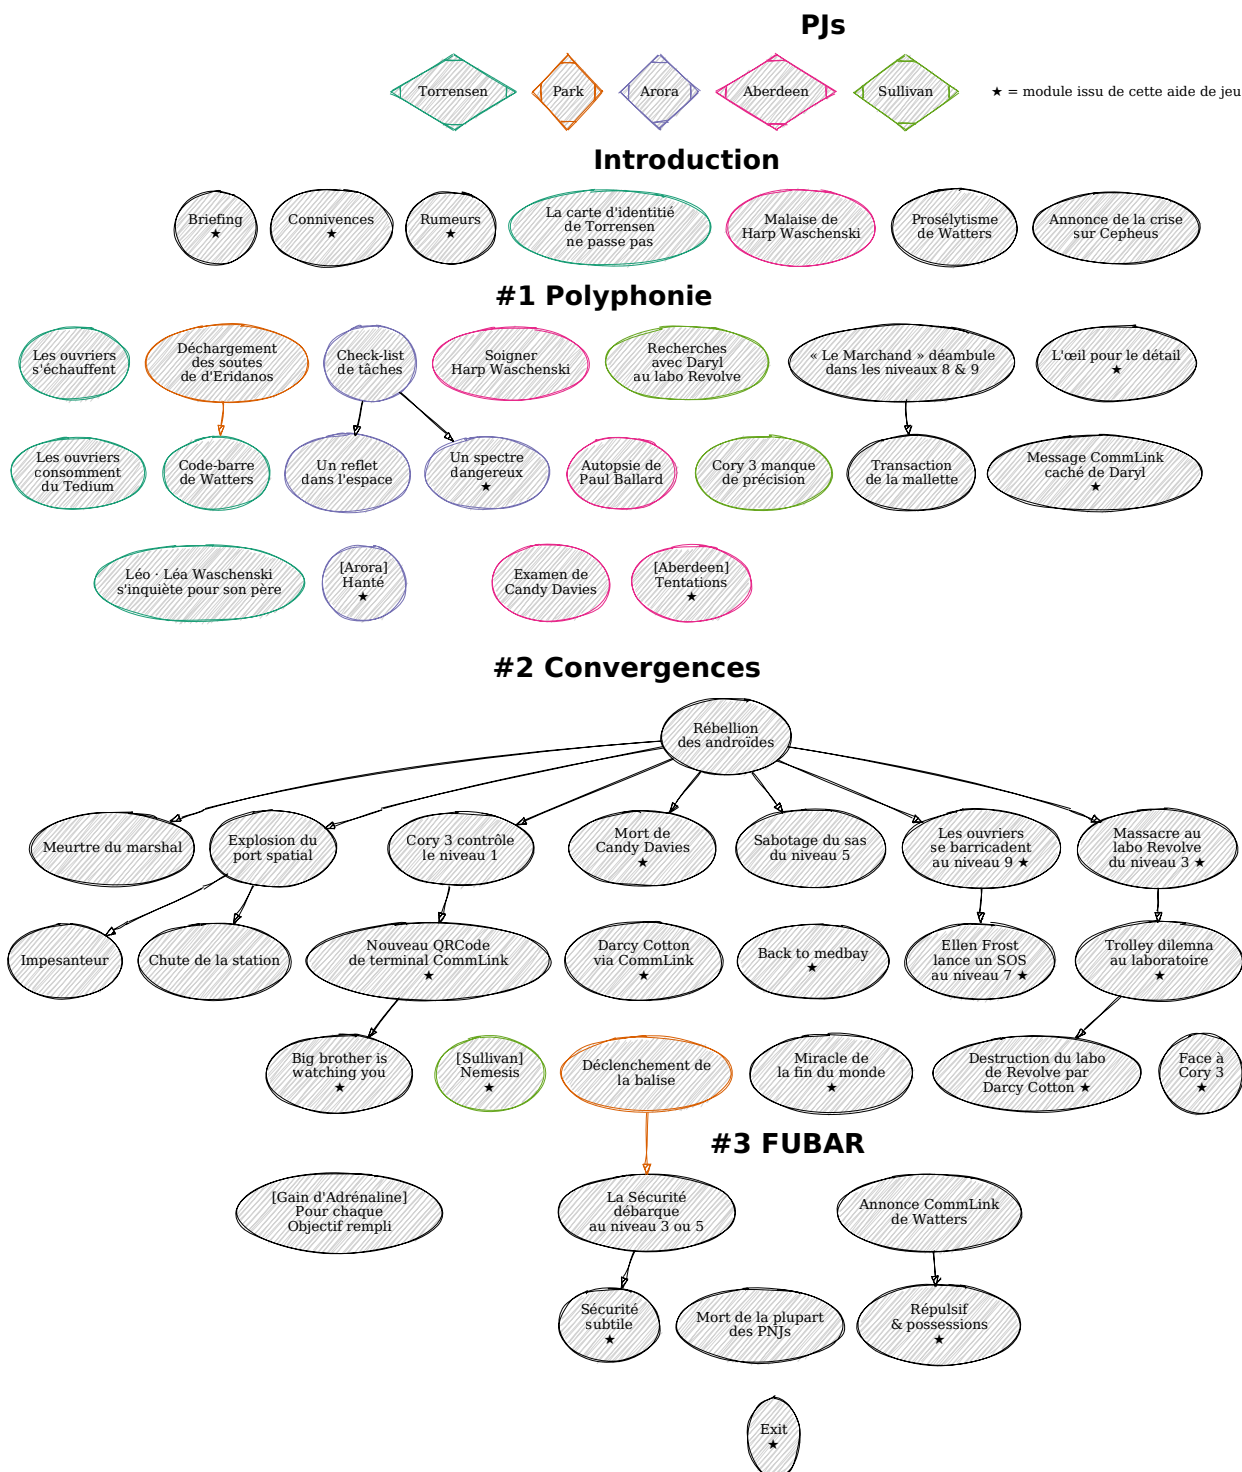 PJs
Torrensen
Park
Arora
Aberdeen
Sullivan
★ = module issu de cette aide de jeu
Introduction
Briefing
★
Connivences
★
Rumeurs
★
La carte d'identitié
de Torrensen
ne passe pas
Malaise de
Harp Waschenski
Prosélytisme
de Watters
Annonce de la crise
sur Cepheus
#1 Polyphonie
Les ouvriers
s'échauffent
Déchargement
des soutes
de d'Eridanos
Check-list
de tâches
Soigner
Harp Waschenski
Recherches
avec Daryl
au labo Revolve
« Le Marchand » déambule
dans les niveaux 8 & 9
L'œil pour le détail
★
Les ouvriers
consomment
du Tedium
Code-barre
de Watters
Un reflet
dans l'espace
Un spectre
dangereux
★
Autopsie de
Paul Ballard
Cory 3 manque
de précision
Transaction
de la mallette
Message CommLink
caché de Daryl
★
Léo · Léa Waschenski
s'inquiète pour son père
[Arora]
Hanté
★
Examen de
Candy Davies
[Aberdeen]
Tentations
★
#2 Convergences
Rébellion
des androïdes
Meurtre du marshal
Explosion du
port spatial
Cory 3 contrôle
le niveau 1
Mort de
Candy Davies
★
Sabotage du sas
du niveau 5
Les ouvriers
se barricadent
au niveau 9 ★
Massacre au
labo Revolve
du niveau 3 ★
Impesanteur
Chute de la station
Nouveau QRCode
de terminal CommLink
★
Darcy Cotton
via CommLink
★
Back to medbay
★
Ellen Frost
lance un SOS
au niveau 7 ★
Trolley dilemna
au laboratoire
★
Big brother is
watching you
★
[Sullivan]
Nemesis
★
Déclenchement de
la balise
Miracle de
la fin du monde
★
Destruction du labo
de Revolve par
Darcy Cotton ★
Face à
Cory 3
★
#3 FUBAR
[Gain d'Adrénaline]
Pour chaque
Objectif rempli
La Sécurité
débarque
au niveau 3 ou 5
Annonce CommLink
de Watters
Sécurité
subtile
★
Mort de la plupart
des PNJs
Répulsif
& possessions
★
Exit
★